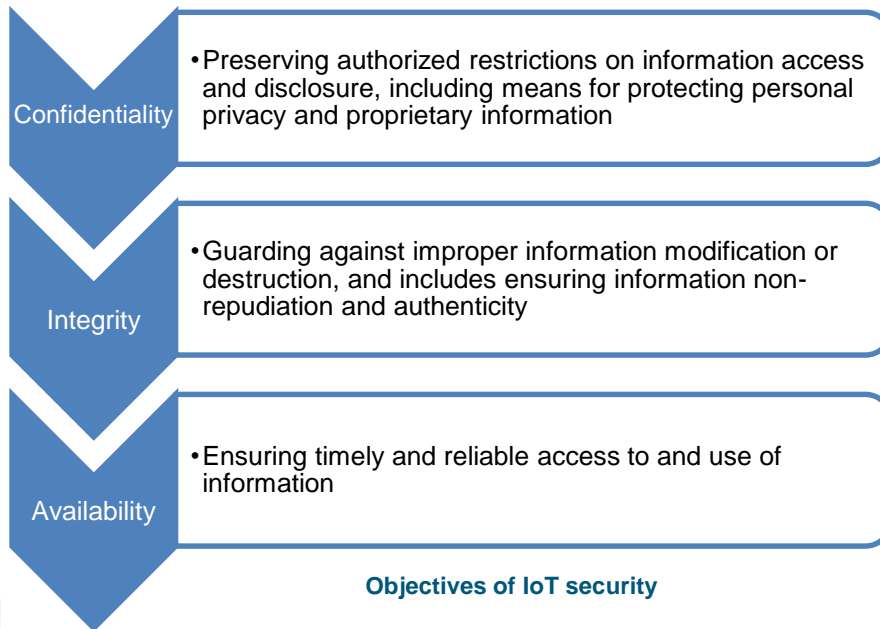 Confidentiality
•Preserving authorized restrictions on information access
and disclosure, including means for protecting personal
privacy and proprietary information
Integrity
•Guarding against improper information modification or
destruction, and includes ensuring information non-
repudiation and authenticity
Availability
•Ensuring timely and reliable access to and use of
information
Objectives of IoT security